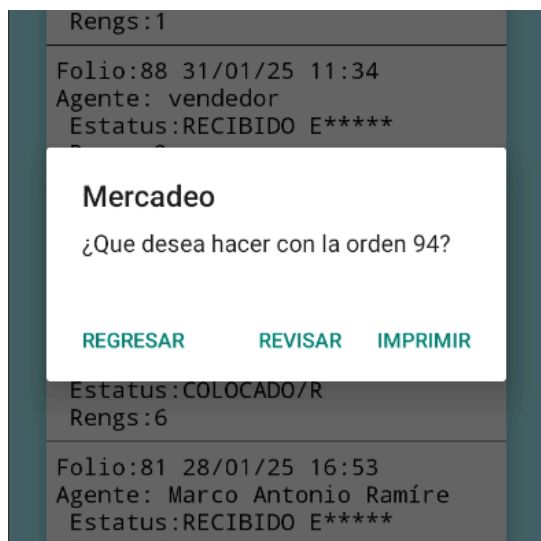 Rengs:1
Folio:88 31/01/25 11:34
Agente: vendedor
Estatus:RECIBIDO E*****
Mercadeo
¿Que desea hacer con la orden 94?
REGRESAR REVISAR IMPRIMIR
Estatus:COLOCADO/R
Rengs:6
Folio:81 28/01/25 16:53
Agente: Marco Antonio Ramíre
Estatus:RECIBIDO E*****